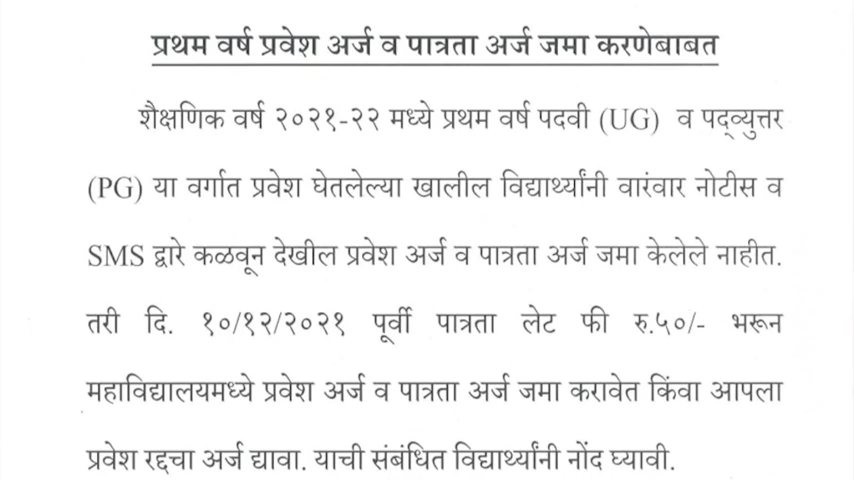 प्रथम वर्ष प्रवेश अर्ज व पात्रता अर्ज जमा करणेबाबत
शैक्षणिक वर्ष २०२१-२२ मध्ये प्रथम वर्ष पदवी (UG) व पदव्युत्तर
(PG) या वर्गात प्रवेश घेतलेल्या खालील विद्यार्थ्यांनी वारंवार नोटीस व
SMS द्वारे कळवून देखील प्रवेश अर्ज व पात्रता अर्ज जमा केलेले नाहीत.
तरी दि. १०/१२/२०२१ पूर्वी पात्रता लेट फी रु.५०/- भरून
महाविद्यालयमध्ये प्रवेश अर्ज व पात्रता अर्ज जमा करावेत किंवा आपला
प्रवेश रद्दचा अर्ज द्यावा. याची संबंधित विद्यार्थ्यांनी नोंद घ्यावी.